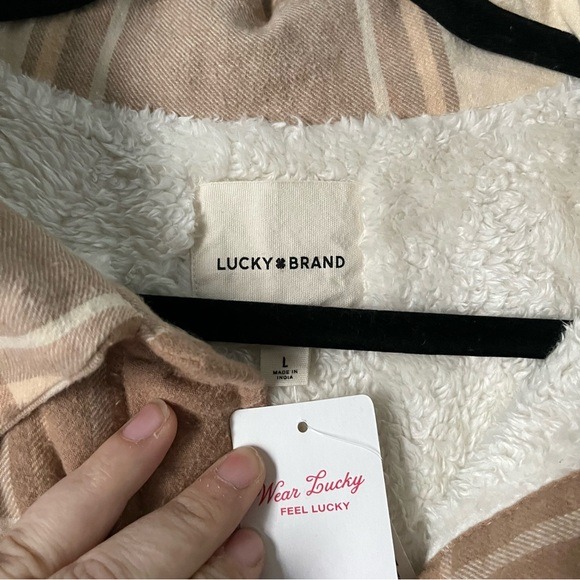 LUCKY BRAND
L
MADE IN
INDIA
Wear Lucky
FEEL LUCKY